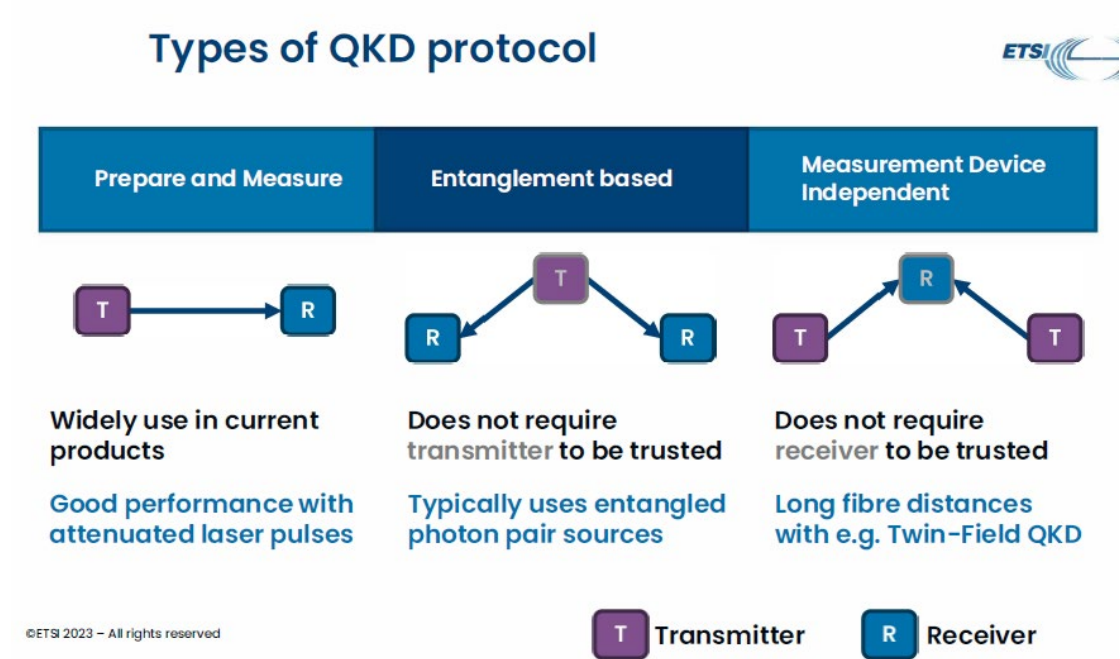 Types of QKD protocol
ETSI
Prepare and Measure
Entanglement based
Measurement Device
Independent
T
R
T
R
R
R
T
T
Widely use in current
products
Good performance with
attenuated laser pulses
Does not require
transmitter to be trusted
Typically uses entangled
photon pair sources
Does not require
receiver to be trusted
Long fibre distances
with e.g. Twin-Field QKD
©ETSI 2023 – All rights reserved
T Transmitter
R Receiver